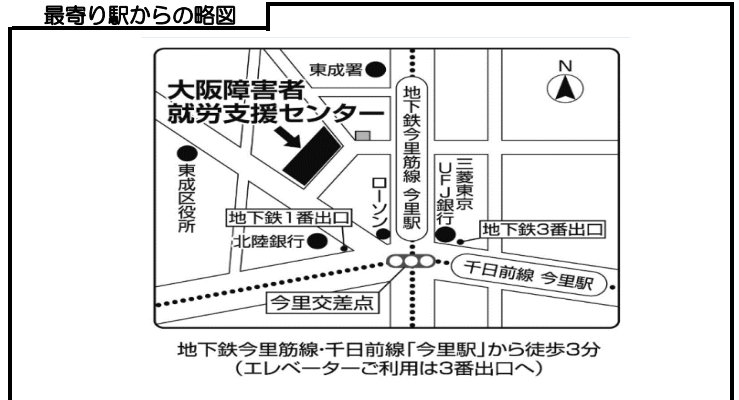 最寄り駅からの略図
東成署
N
大阪障害者
就労支援センター
地下鉄今里筋線 今里駅
東成区役所
ローソン
三菱東京
UFJ銀行
地下鉄1番出口
地下鉄3番出口
北陸銀行
千日前線 今里駅
今里交差点
地下鉄今里筋線・千日前線「今里駅」から徒歩3分
（エレベーターご利用は3番出口へ）